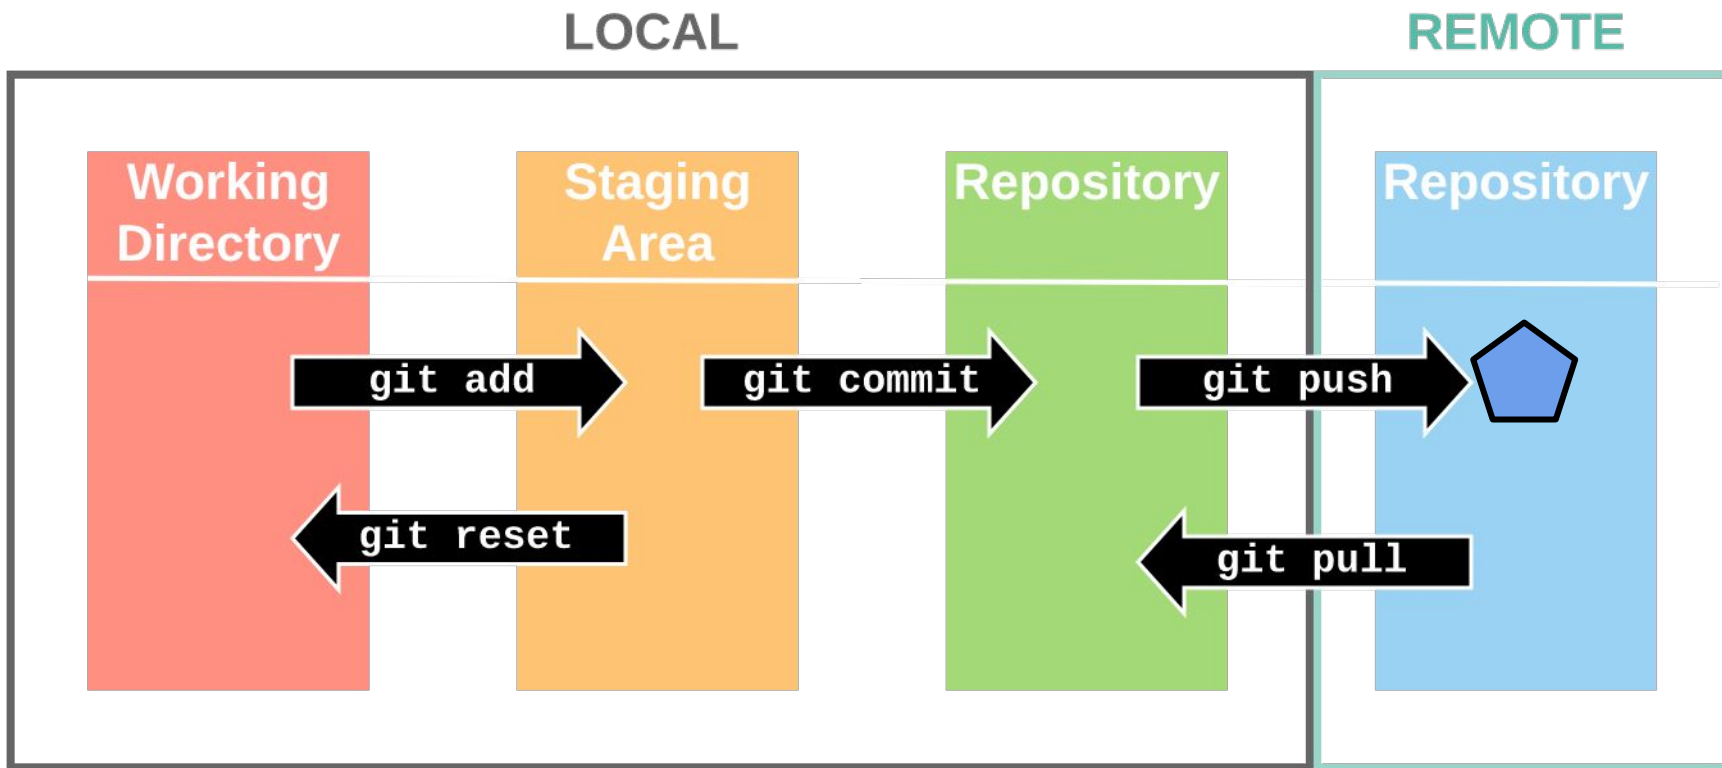 LOCAL
REMOTE
Working
Directory
Staging
Area
Repository
Repository
git add
git commit
git push
git reset
git pull